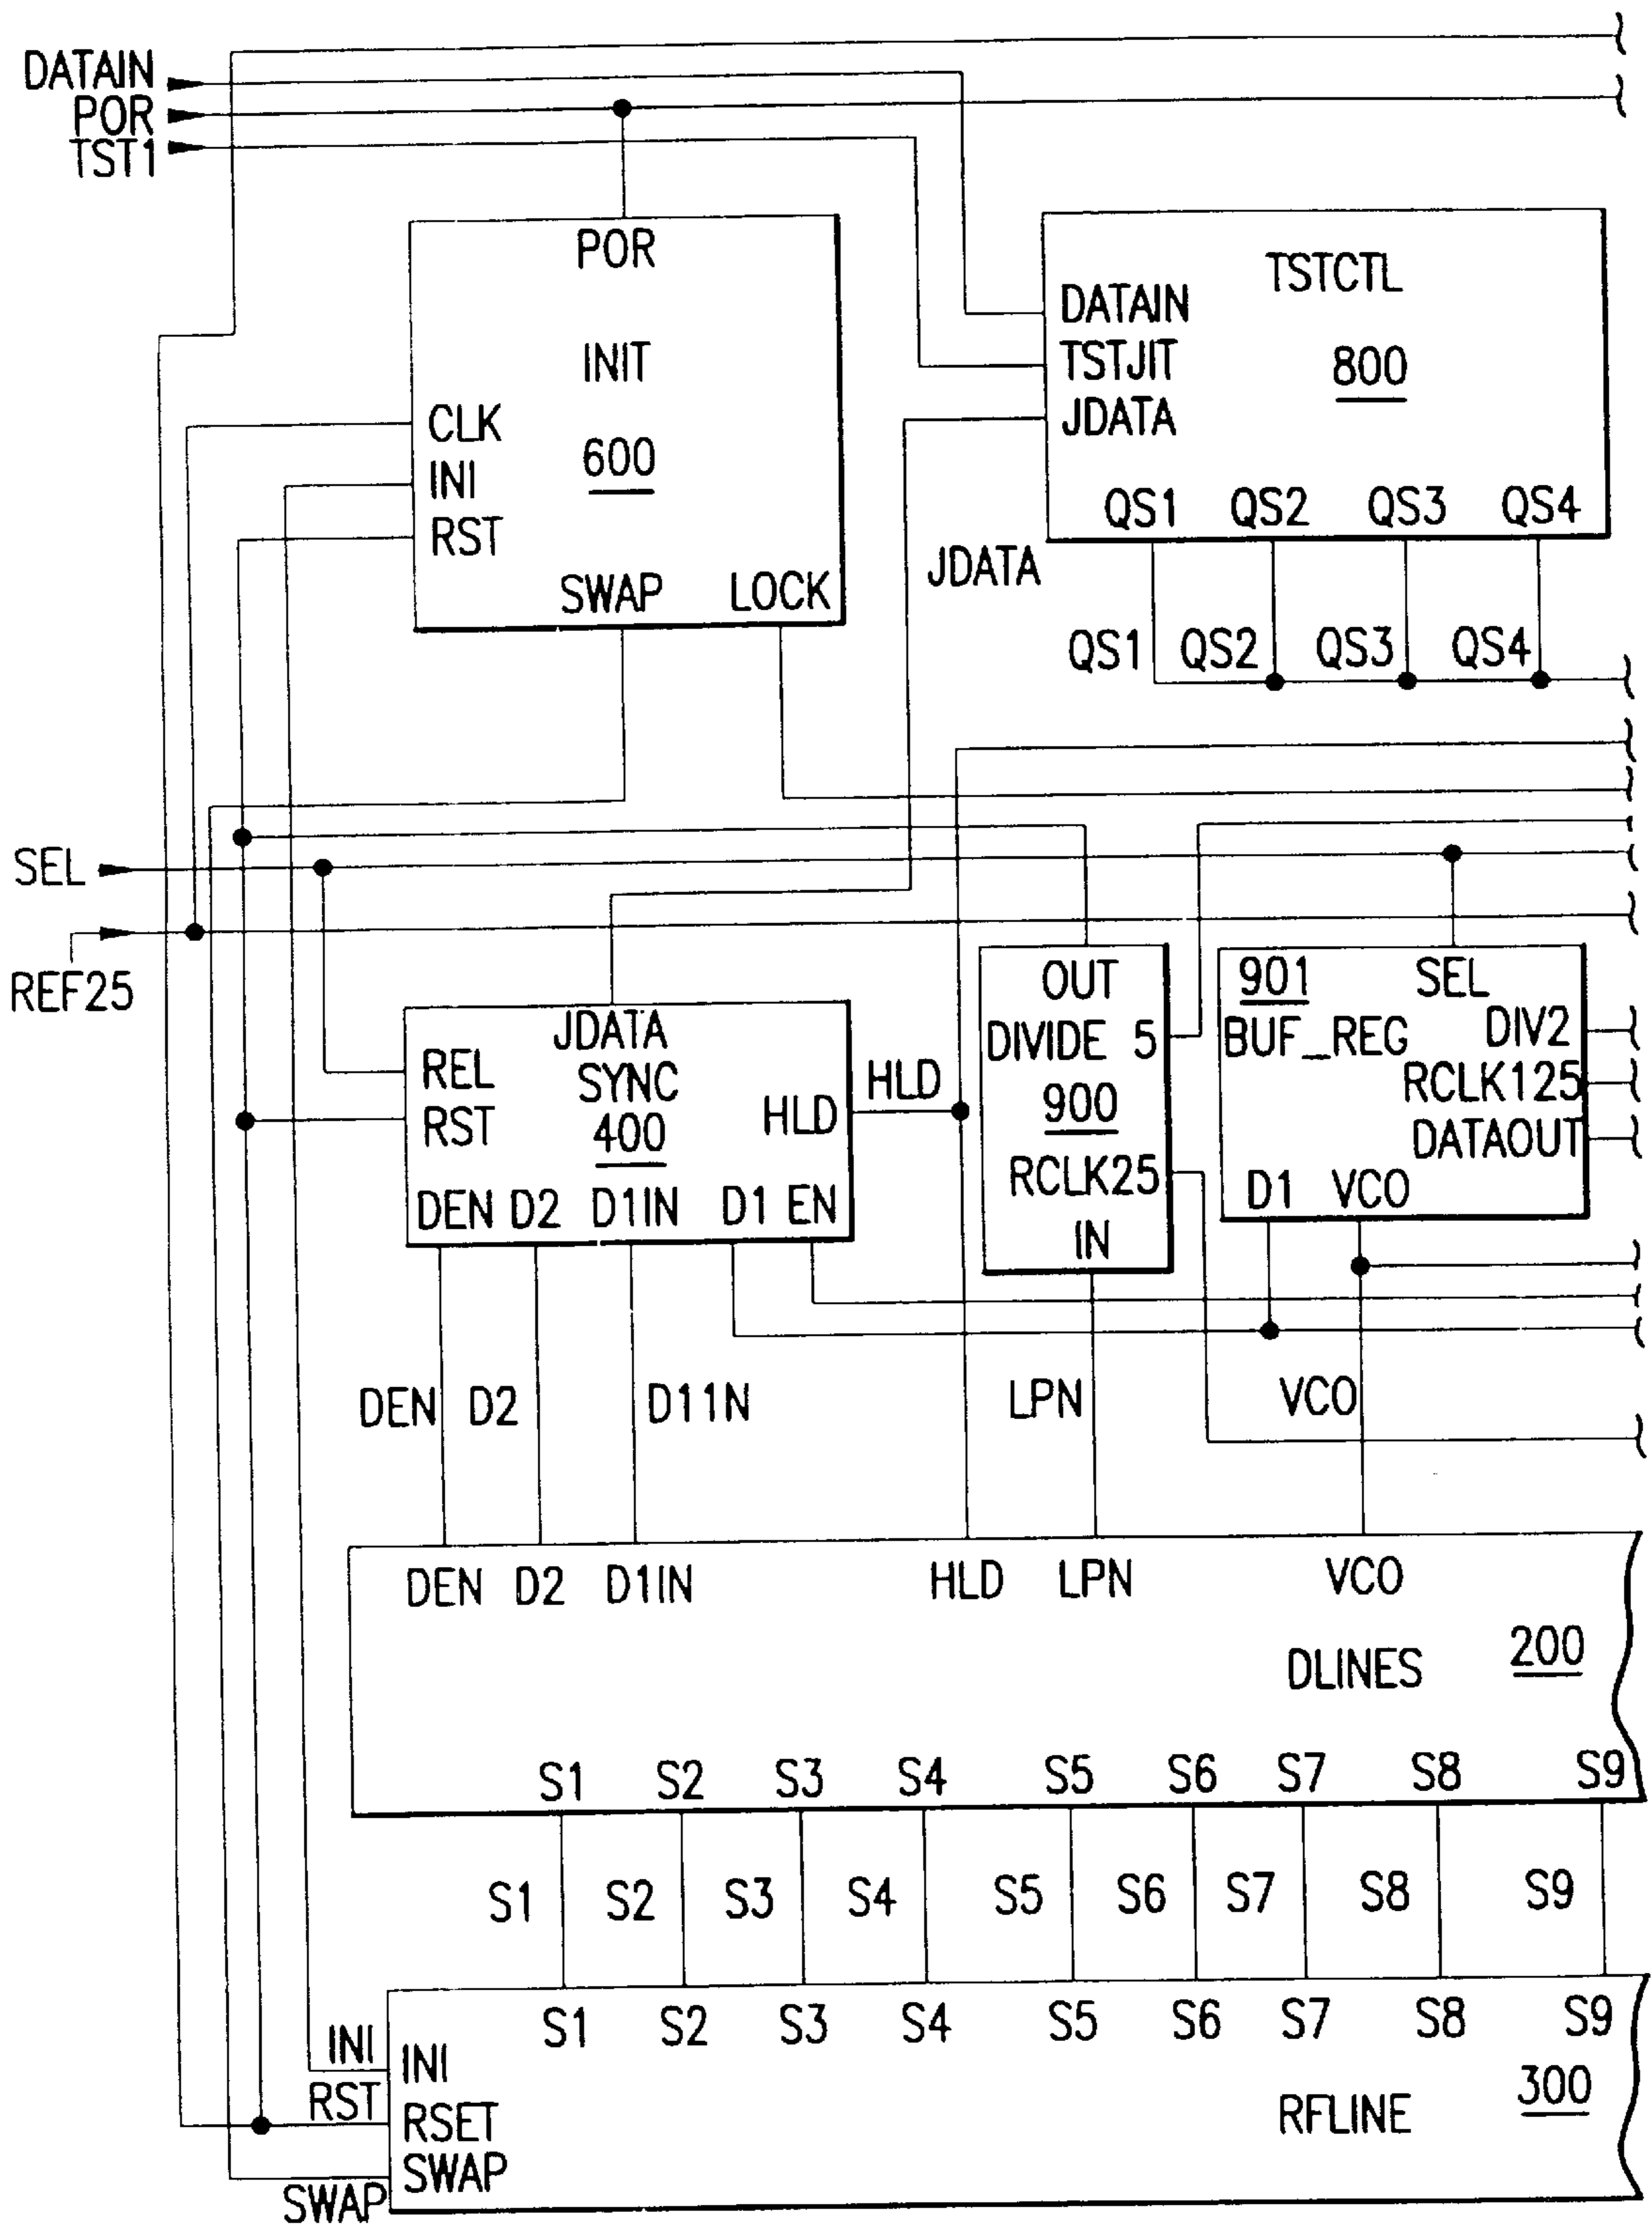 DATAIN
POR
TST1
POR
INIT
600
CLK
INI
RST
SWAP LOCK
TSTCTL
800
DATAIN
TSTJIT
JDATA
QS1 QS2 QS3 QS4
JDATA
QS1 QS2 QS3 QS4
SEL
REF25
JDATA
SYNC
400
REL
RST
HLD
DEN D2 D1IN D1 EN
HLD
OUT
DIVIDE 5
900
RCLK25
IN
901 SEL
BUF_REG DIV2
RCLK125
DATAOUT
D1 VCO
DEN D2 D11N LPN VCO
DEN D2 D1IN HLD LPN VCO
DLINES 200
S1 S2 S3 S4 S5 S6 S7 S8 S9
S1 S2 S3 S4 S5 S6 S7 S8 S9
S1 S2 S3 S4 S5 S6 S7 S8 S9
INI INI
RST RSET
SWAP SWAP
RFLINE 300